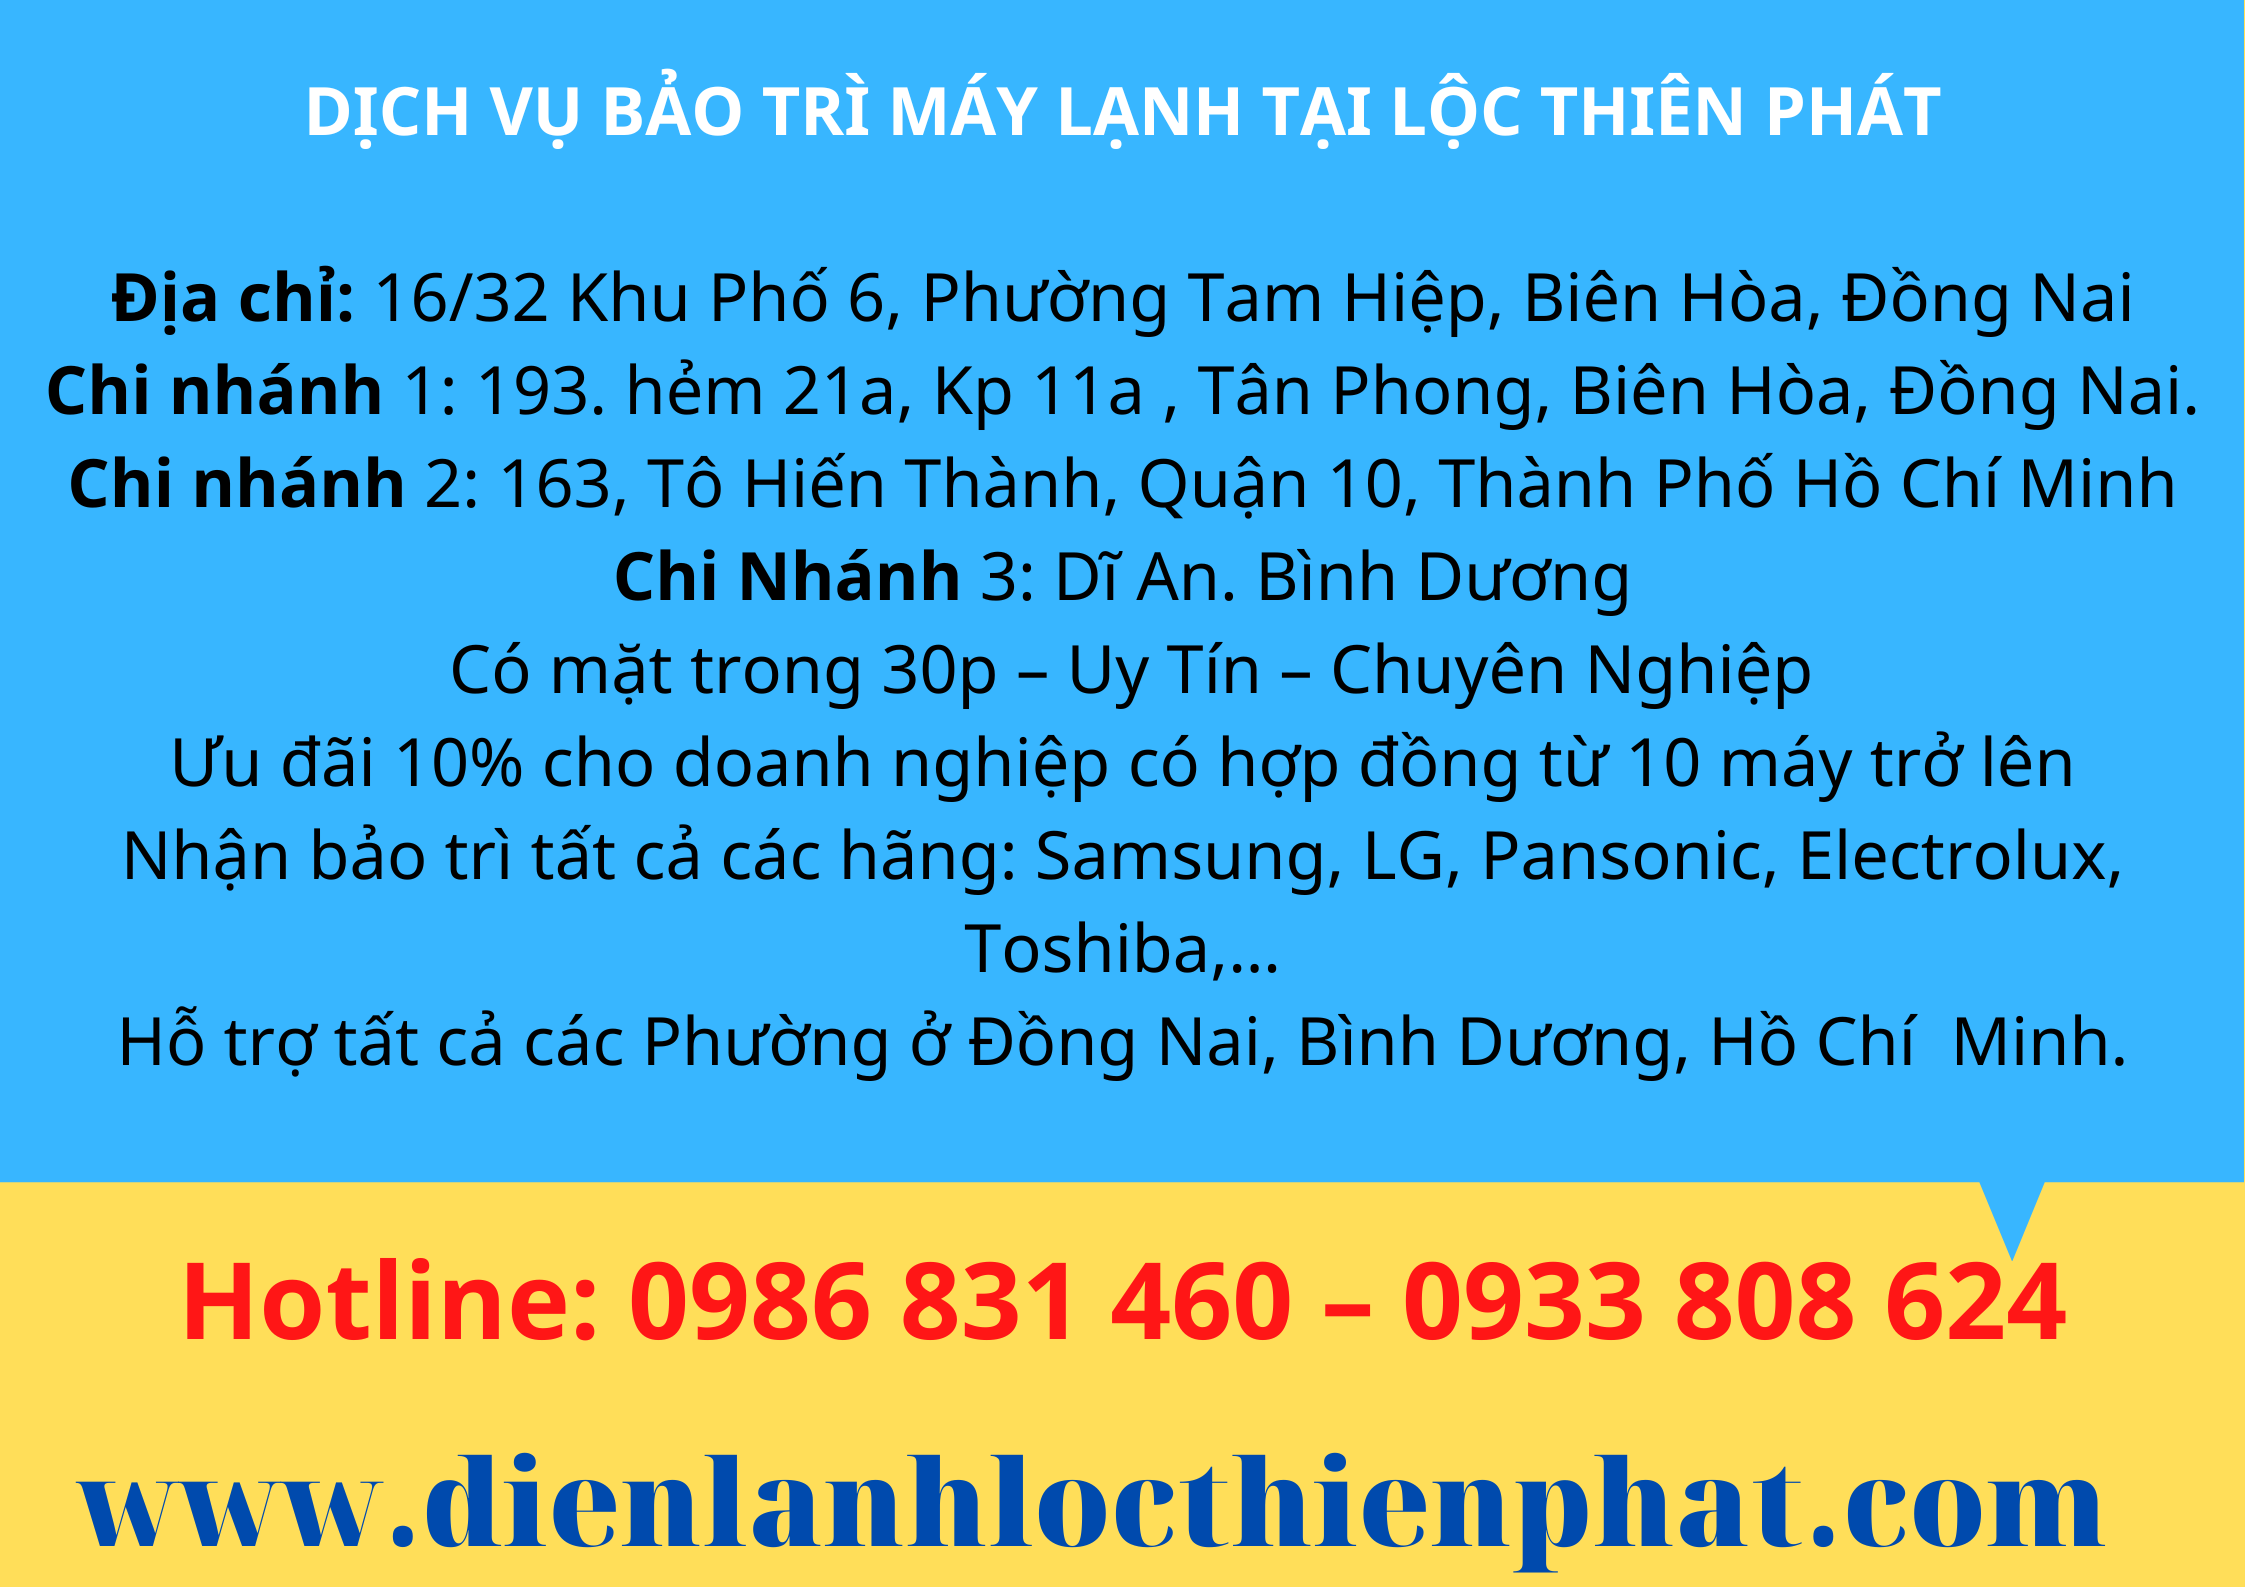 DỊCH VỤ BẢO TRÌ MÁY LẠNH TẠI LỘC THIÊN PHÁT
Địa chỉ: 16/32 Khu Phố 6, Phường Tam Hiệp, Biên Hòa, Đồng Nai
Chi nhánh 1: 193. hẻm 21a, Kp 11a , Tân Phong, Biên Hòa, Đồng Nai.
Chi nhánh 2: 163, Tô Hiến Thành, Quận 10, Thành Phố Hồ Chí Minh
Chi Nhánh 3: Dĩ An. Bình Dương
Có mặt trong 30p – Uy Tín – Chuyên Nghiệp
Ưu đãi 10% cho doanh nghiệp có hợp đồng từ 10 máy trở lên
Nhận bảo trì tất cả các hãng: Samsung, LG, Pansonic, Electrolux,
Toshiba,...
Hỗ trợ tất cả các Phường ở Đồng Nai, Bình Dương, Hồ Chí  Minh.
Hotline: 0986 831 460 – 0933 808 624
www.dienlanhlocthienphat.com